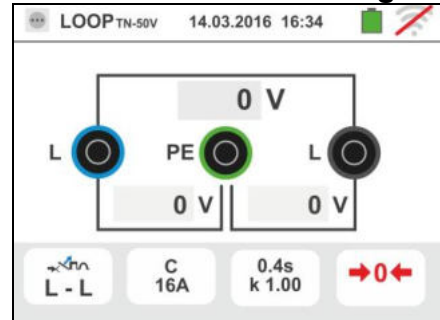 LOOP TN-50V 14.03.2016 16:34
0 V
L PE L
0 V 0 V
L - L C 16A 0.4s k 1.00 →0←